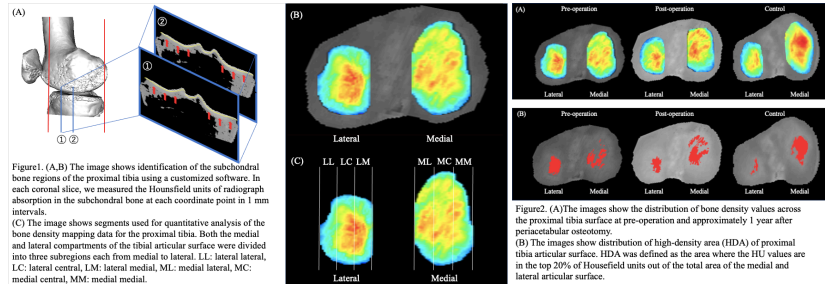 (A)
②
①
① ②
Figure1. (A,B) The image shows identification of the subchondral
bone regions of the proximal tibia using a customized software. In
each coronal slice, we measured the Hounsfield units of radiograph
absorption in the subchondral bone at each coordinate point in 1 mm
intervals.
(C) The image shows segments used for quantitative analysis of the
bone density mapping data for the proximal tibia. Both the medial
and lateral compartments of the tibial articular surface were divided
into three subregions each from medial to lateral. LL: lateral lateral,
LC: lateral central, LM: lateral medial, ML: medial lateral, MC:
medial central, MM: medial medial.
(B)
Lateral Medial
(C)
LL LC LM ML MC MM
Lateral Medial
(A)
Pre-operation Post-operation Control
Lateral Medial Lateral Medial Lateral Medial
(B)
Pre-operation Post-operation Control
Lateral Medial Lateral Medial Lateral Medial
Figure2. (A)The images show the distribution of bone density values across
the proximal tibia surface at pre-operation and approximately 1 year after
periacetabular osteotomy.
(B) The images show distribution of high-density area (HDA) of proximal
tibia articular surface. HDA was defined as the area where the HU values are
in the top 20% of Housefield units out of the total area of the medial and
lateral articular surface.